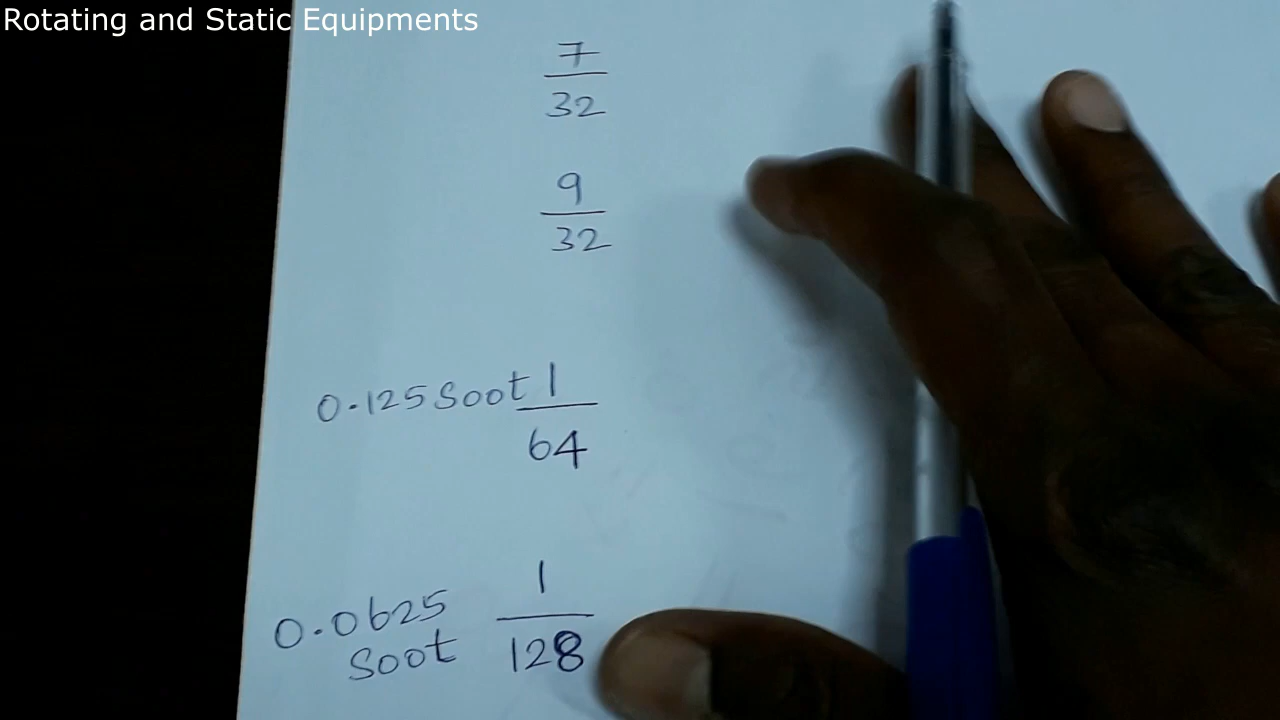 Rotating and Static Equipments
7
32
9
32
0.125 Soot 1
64
1
0.0625
Soot
128